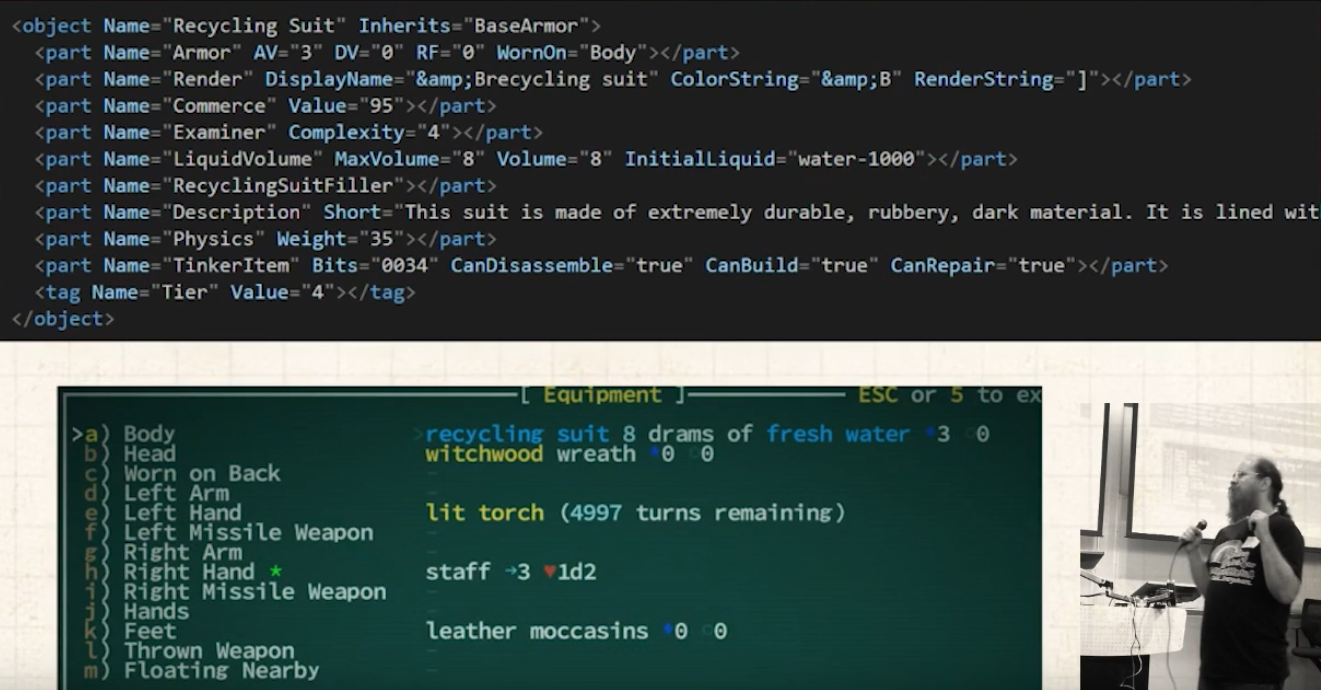 <object Name="Recycling Suit" Inherits="BaseArmor">
<part Name="Armor" AV="3" DV="0" RF="0" WornOn="Body"></part>
<part Name="Render" DisplayName="&amp;Brecycling suit" ColorString="&amp;B" RenderString="]"></part>
<part Name="Commerce" Value="95"></part>
<part Name="Examiner" Complexity="4"></part>
<part Name="LiquidVolume" MaxVolume="8" Volume="8" InitialLiquid="water-1000"></part>
<part Name="RecyclingSuitFiller"></part>
<part Name="Description" Short="This suit is made of extremely durable, rubbery, dark material. It is lined wit
<part Name="Physics" Weight="35"></part>
<part Name="TinkerItem" Bits="0034" CanDisassemble="true" CanBuild="true" CanRepair="true"></part>
<tag Name="Tier" Value="4"></tag>
</object>
[ Equipment ] ESC or 5 to ex
>a) Body >recycling suit 8 drams of fresh water ♦3 ○0
b) Head witchwood wreath ♦0 ○0
c) Worn on Back -
d) Left Arm -
e) Left Hand lit torch (4997 turns remaining)
f) Left Missile Weapon -
g) Right Arm -
h) Right Hand * staff →3 ♥1d2
i) Right Missile Weapon -
j) Hands -
k) Feet leather moccasins ♦0 ○0
l) Thrown Weapon -
m) Floating Nearby -